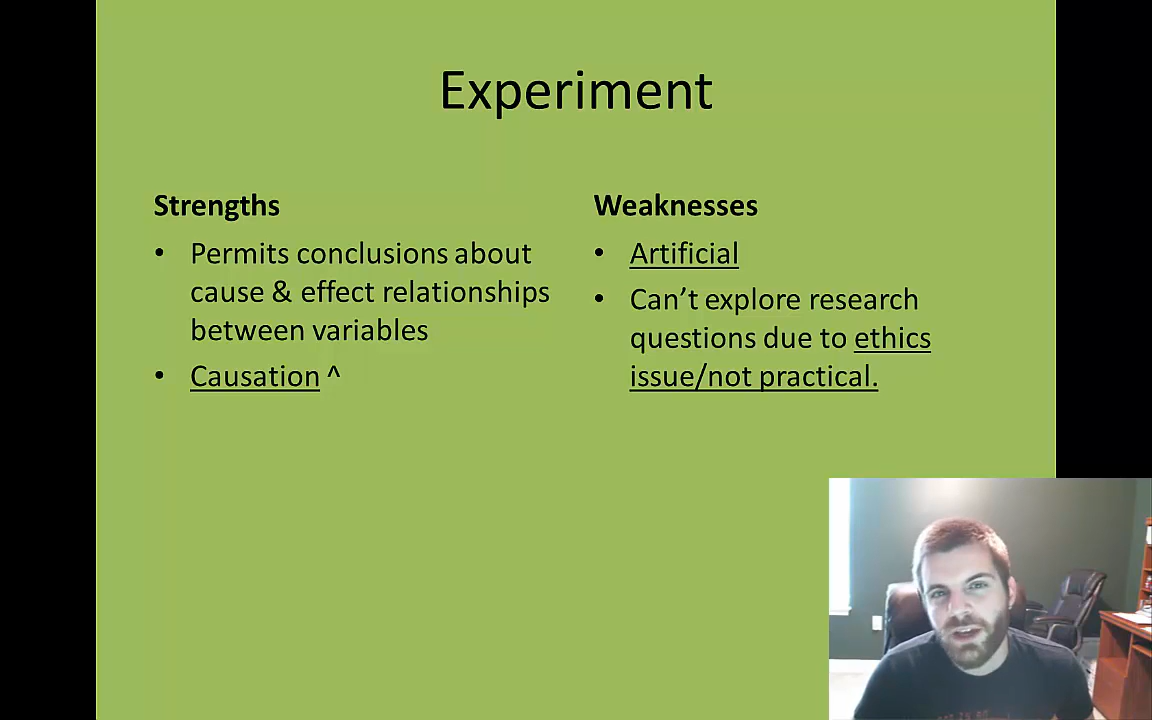 Experiment
Strengths
• Permits conclusions about
cause & effect relationships
between variables
• Causation ^
Weaknesses
• Artificial
• Can’t explore research
questions due to ethics
issue/not practical.